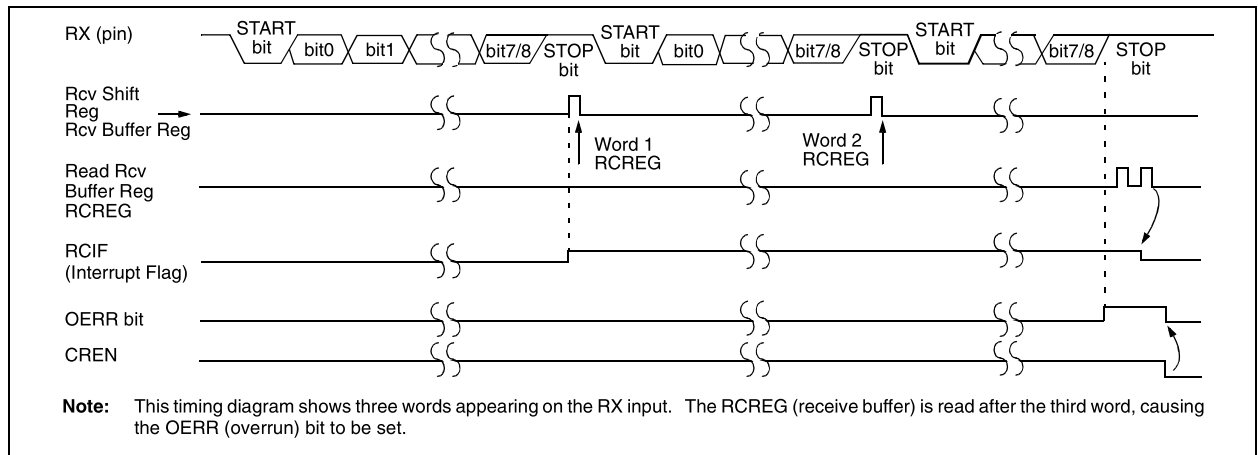 RX (pin)
START
bit
bit0
bit1
bit7/8
STOP
bit
START
bit
bit0
bit7/8
STOP
bit
START
bit
bit7/8
STOP
bit
Rcv Shift
Reg
Rcv Buffer Reg
Word 1
RCREG
Word 2
RCREG
Read Rcv
Buffer Reg
RCREG
RCIF
(Interrupt Flag)
OERR bit
CREN
Note: This timing diagram shows three words appearing on the RX input. The RCREG (receive buffer) is read after the third word, causing
the OERR (overrun) bit to be set.